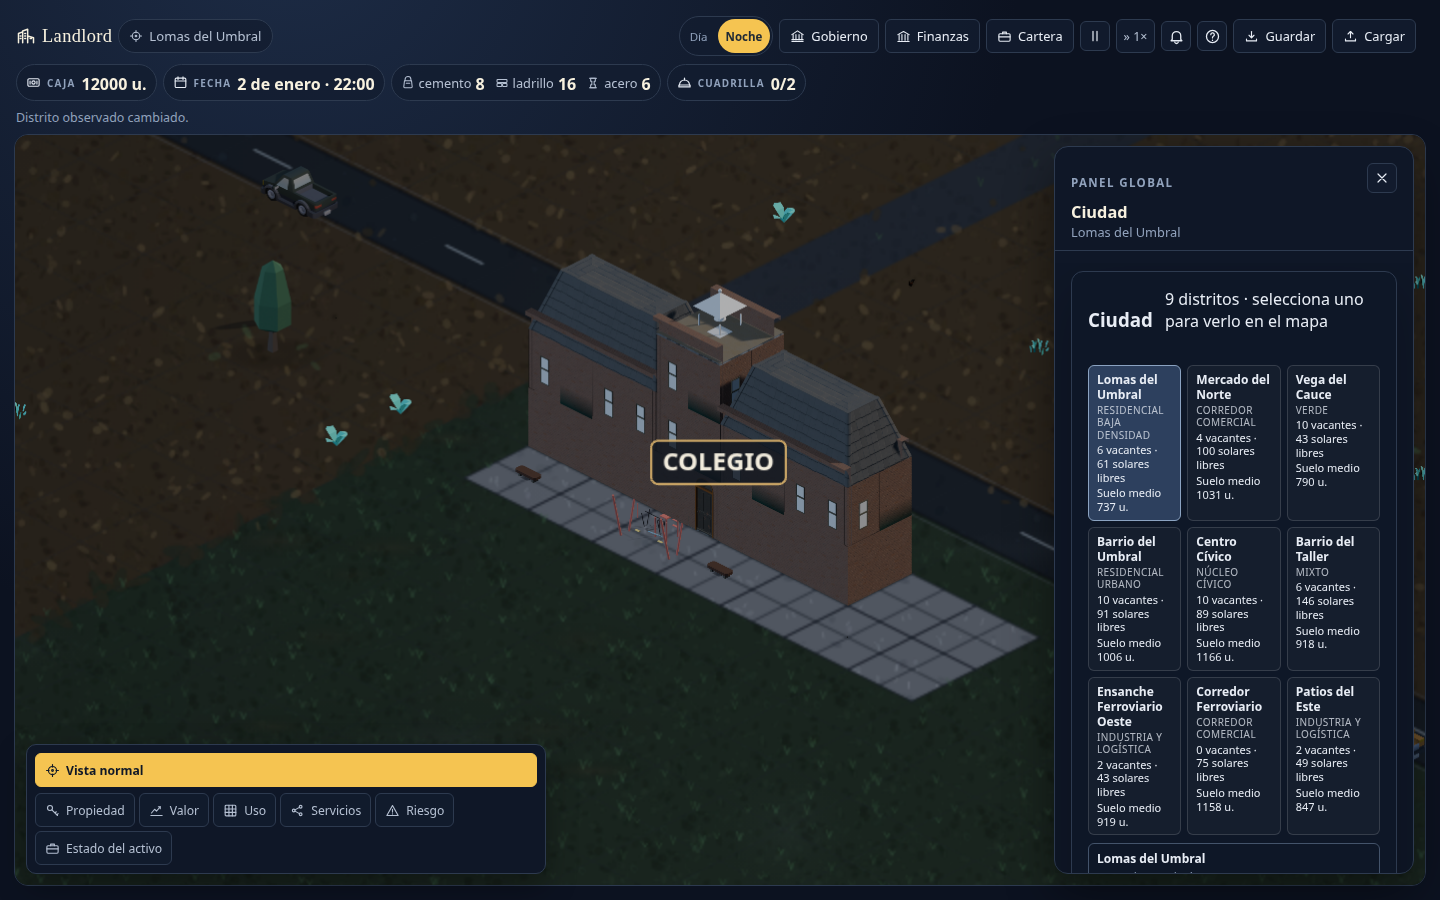 Landlord
Lomas del Umbral
Día
Noche
Gobierno
Finanzas
Cartera
» 1×
Guardar
Cargar
CAJA 12000 u.
FECHA 2 de enero · 22:00
cemento 8 ladrillo 16 acero 6
CUADRILLA 0/2
Distrito observado cambiado.
COLEGIO
Vista normal
Propiedad
Valor
Uso
Servicios
Riesgo
Estado del activo
PANEL GLOBAL
Ciudad
Lomas del Umbral
Ciudad
9 distritos · selecciona uno
para verlo en el mapa
Lomas del
Umbral
RESIDENCIAL
BAJA
DENSIDAD
6 vacantes ·
61 solares
libres
Suelo medio
737 u.
Mercado del
Norte
CORREDOR
COMERCIAL
4 vacantes ·
100 solares
libres
Suelo medio
1031 u.
Vega del
Cauce
VERDE
10 vacantes ·
43 solares
libres
Suelo medio
790 u.
Barrio del
Umbral
RESIDENCIAL
URBANO
10 vacantes ·
91 solares
libres
Suelo medio
1006 u.
Centro
Cívico
NÚCLEO
CÍVICO
10 vacantes ·
89 solares
libres
Suelo medio
1166 u.
Barrio del
Taller
MIXTO
6 vacantes ·
146 solares
libres
Suelo medio
918 u.
Ensanche
Ferroviario
Oeste
INDUSTRIA Y
LOGÍSTICA
2 vacantes ·
43 solares
libres
Suelo medio
919 u.
Corredor
Ferroviario
CORREDOR
COMERCIAL
0 vacantes ·
75 solares
libres
Suelo medio
1158 u.
Patios del
Este
INDUSTRIA Y
LOGÍSTICA
2 vacantes ·
49 solares
libres
Suelo medio
847 u.
Lomas del Umbral